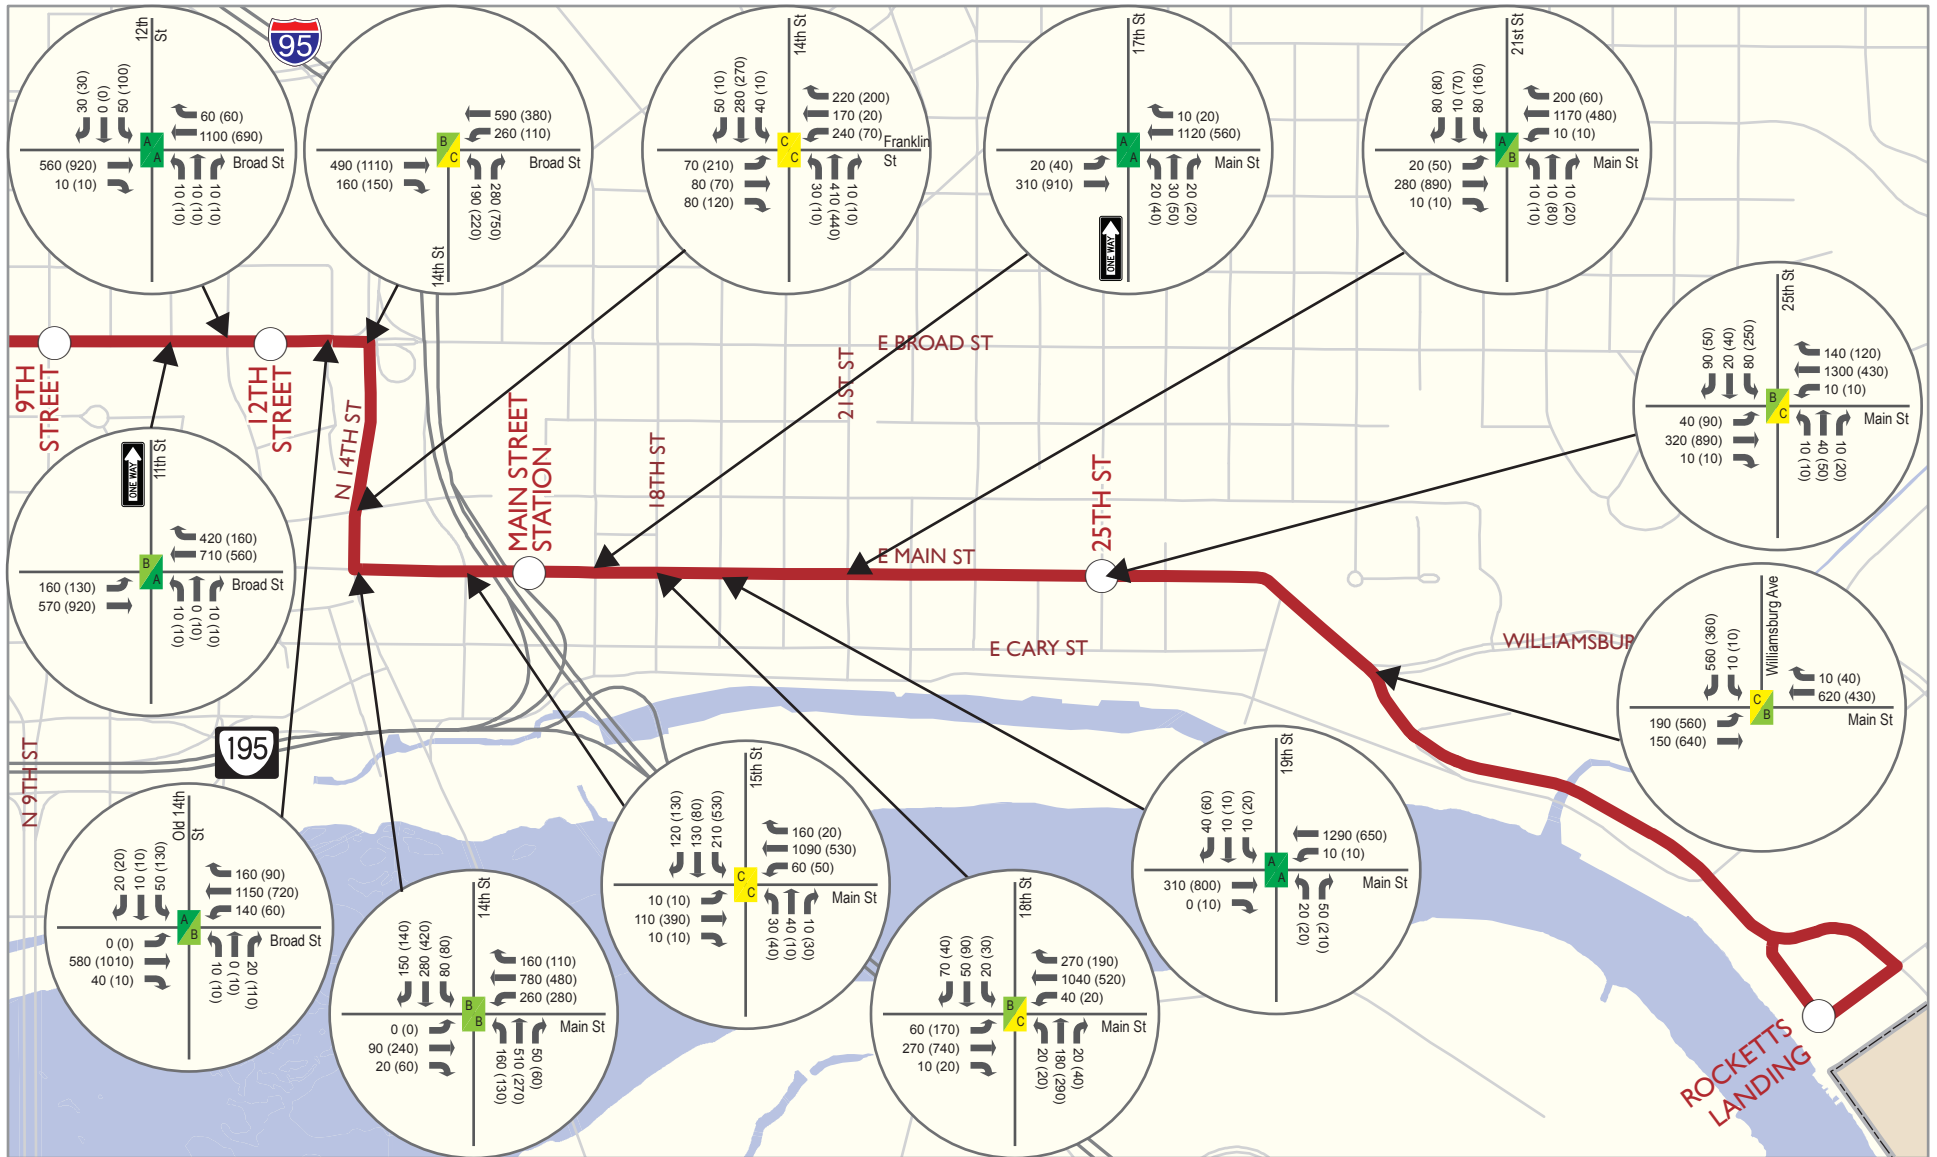 12th
St
30 (30)
0 (0)
50 (100)
60 (60)
1100 (690)
A
A
Broad St
560 (920)
10 (10)
10 (10)
10 (10)
10 (10)
95
590 (380)
260 (110)
B
C
Broad St
490 (1110)
160 (150)
190 (220)
280 (750)
14th St
14th St
50 (10)
280 (270)
40 (10)
220 (200)
170 (20)
240 (70)
Franklin
St
C
C
70 (210)
80 (70)
80 (120)
30 (10)
410 (440)
10 (10)
17th St
10 (20)
1120 (560)
A
A
Main St
20 (40)
310 (910)
20 (40)
30 (50)
20 (20)
ONE WAY
21st St
80 (80)
10 (70)
80 (160)
200 (60)
1170 (480)
10 (10)
A
B
Main St
20 (50)
280 (890)
10 (10)
10 (10)
10 (80)
10 (20)
25th St
90 (50)
20 (40)
80 (250)
140 (120)
1300 (430)
10 (10)
B
C
Main St
40 (90)
320 (890)
10 (10)
10 (10)
40 (50)
10 (20)
9TH
STREET
12TH
STREET
N 14TH ST
MAIN STREET
STATION
18TH ST
21ST ST
E BROAD ST
E MAIN ST
25TH ST
E CARY ST
WILLIAMSBUR
ONE WAY
11th St
420 (160)
710 (560)
B
A
Broad St
160 (130)
570 (920)
10 (10)
0 (10)
10 (10)
Williamsburg Ave
560 (360)
10 (10)
10 (40)
620 (430)
C
B
Main St
190 (560)
150 (640)
N 9TH ST
195
Old 14th
St
20 (20)
10 (10)
50 (130)
160 (90)
1150 (720)
140 (60)
A
B
Broad St
0 (0)
580 (1010)
40 (10)
10 (10)
0 (10)
20 (110)
14th St
150 (140)
280 (420)
80 (80)
160 (110)
780 (480)
260 (280)
B
B
Main St
0 (0)
90 (240)
20 (60)
160 (130)
510 (270)
50 (60)
15th St
120 (130)
130 (80)
210 (530)
160 (20)
1090 (530)
60 (50)
C
C
Main St
10 (10)
110 (390)
10 (10)
30 (40)
40 (10)
10 (30)
18th St
70 (40)
50 (90)
20 (30)
270 (190)
1040 (520)
40 (20)
B
C
Main St
60 (170)
270 (740)
10 (20)
20 (20)
180 (290)
20 (40)
19th St
40 (60)
10 (10)
10 (20)
1290 (650)
10 (10)
A
A
Main St
310 (800)
0 (10)
20 (20)
50 (210)
ROCKETTS
LANDING